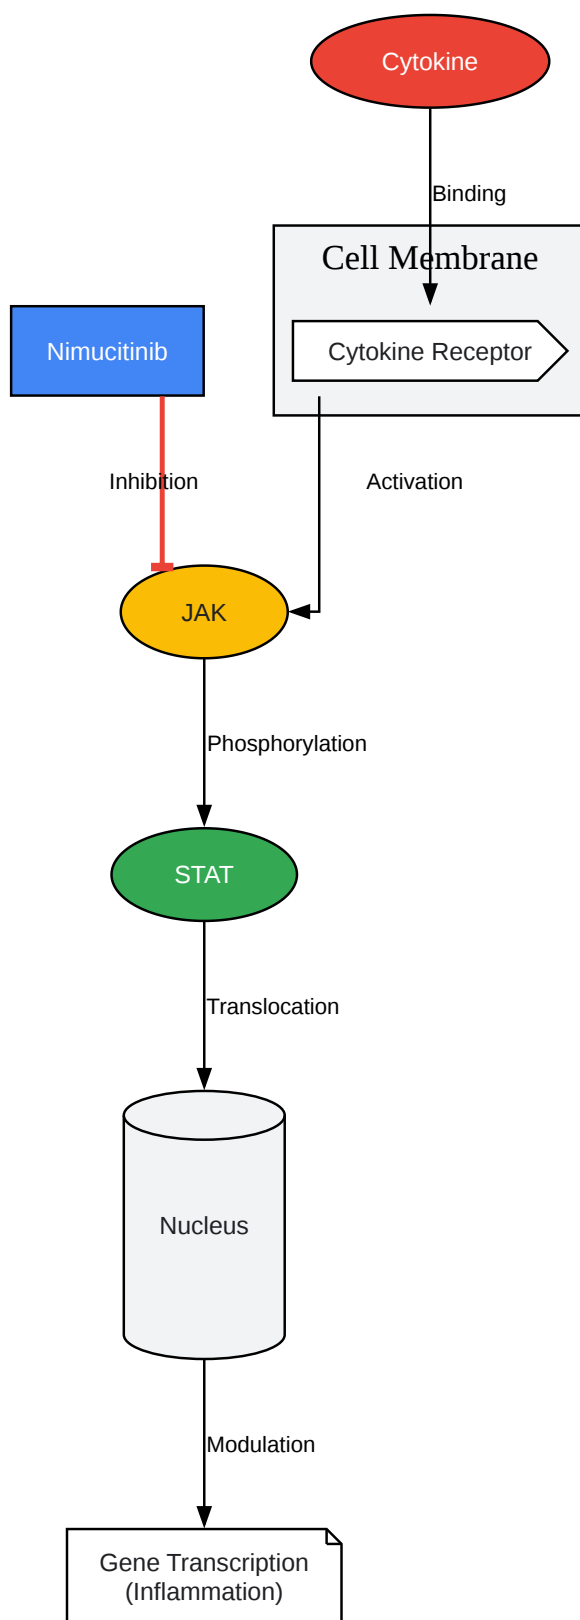 Cytokine
Binding
Cell Membrane
Nimucitinib
Cytokine Receptor
Inhibition
Activation
JAK
Phosphorylation
STAT
Translocation
Nucleus
Modulation
Gene Transcription
(Inflammation)